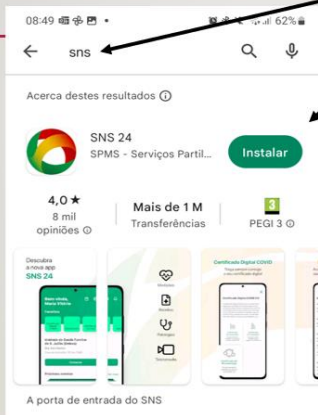 08:49
62%
sns
Acerca destes resultados
SNS 24
SPMS - Serviços Partil...
Instalar
4,0 ★
8 mil
opiniões
Mais de 1 M
Transferências
3
PEGI 3
Descubra
a nova app
SNS 24
Certificado Digital COVID
A porta de entrada do SNS